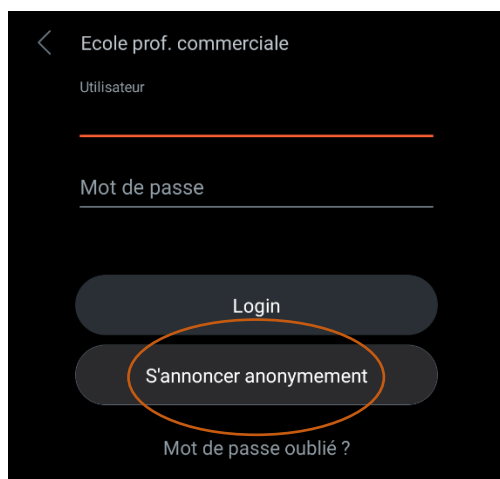 Ecole prof. commerciale
Utilisateur
Mot de passe
Login
S'annoncer anonymement
Mot de passe oublié ?